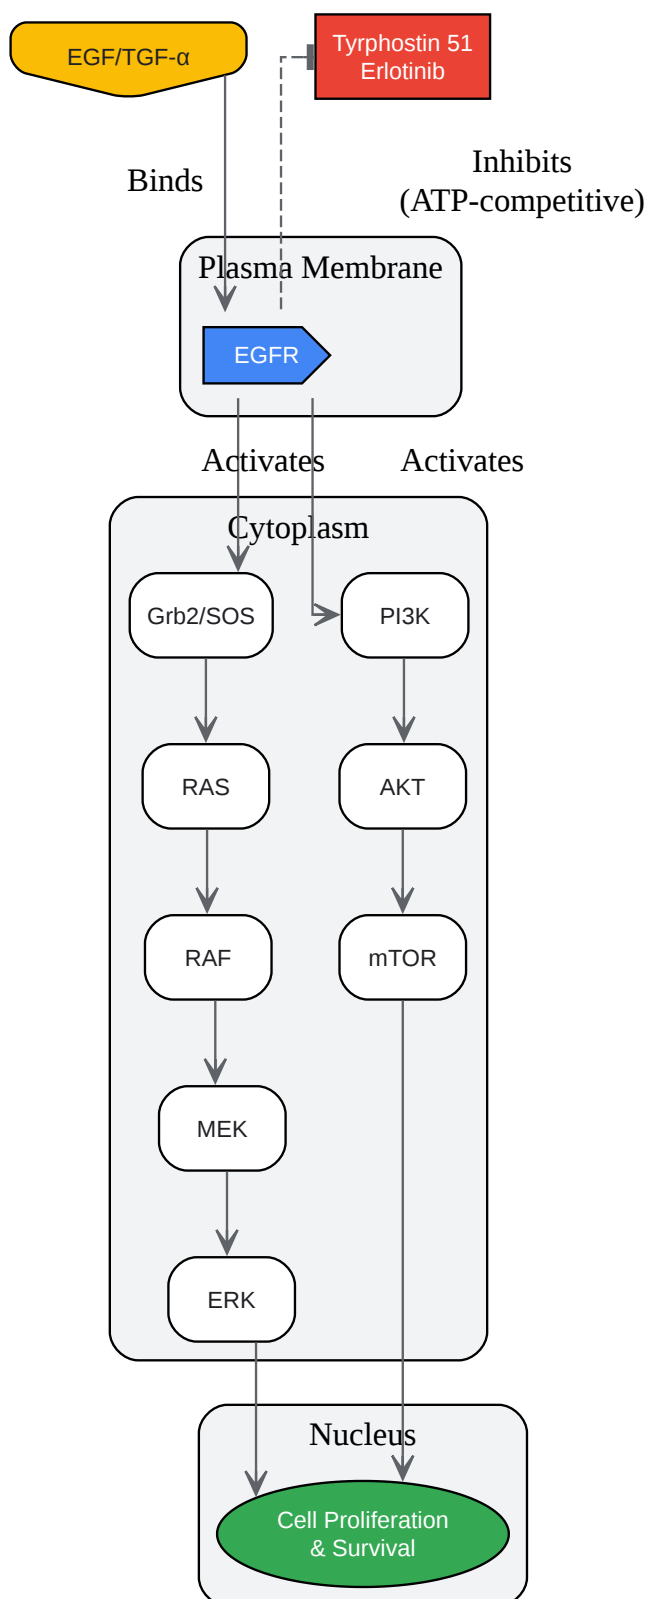 EGF/TGF-α
Tyrphostin 51
Erlotinib
Binds
Inhibits
(ATP-competitive)
Plasma Membrane
EGFR
Activates
Activates
Cytoplasm
Grb2/SOS
PI3K
RAS
AKT
RAF
mTOR
MEK
ERK
Nucleus
Cell Proliferation
& Survival